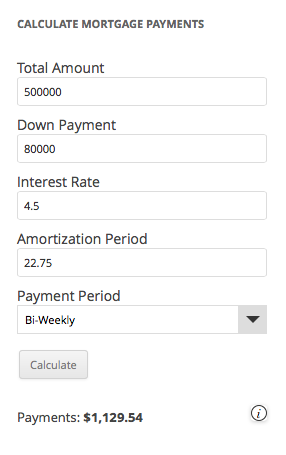 CALCULATE MORTGAGE PAYMENTS
Total Amount
500000
Down Payment
80000
Interest Rate
4.5
Amortization Period
22.75
Payment Period
Bi-Weekly
Calculate
Payments: $1,129.54
i